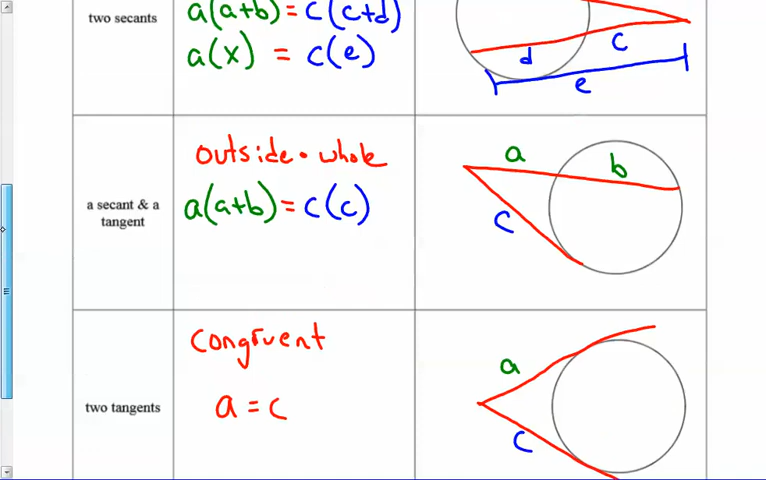 two secants
a(a+b) = c(c+d)
a(x) = c(e)
c
d
e
a secant & a
tangent
outside • whole
a(a+b) = c(c)
a
b
c
two tangents
congruent
a = c
a
c